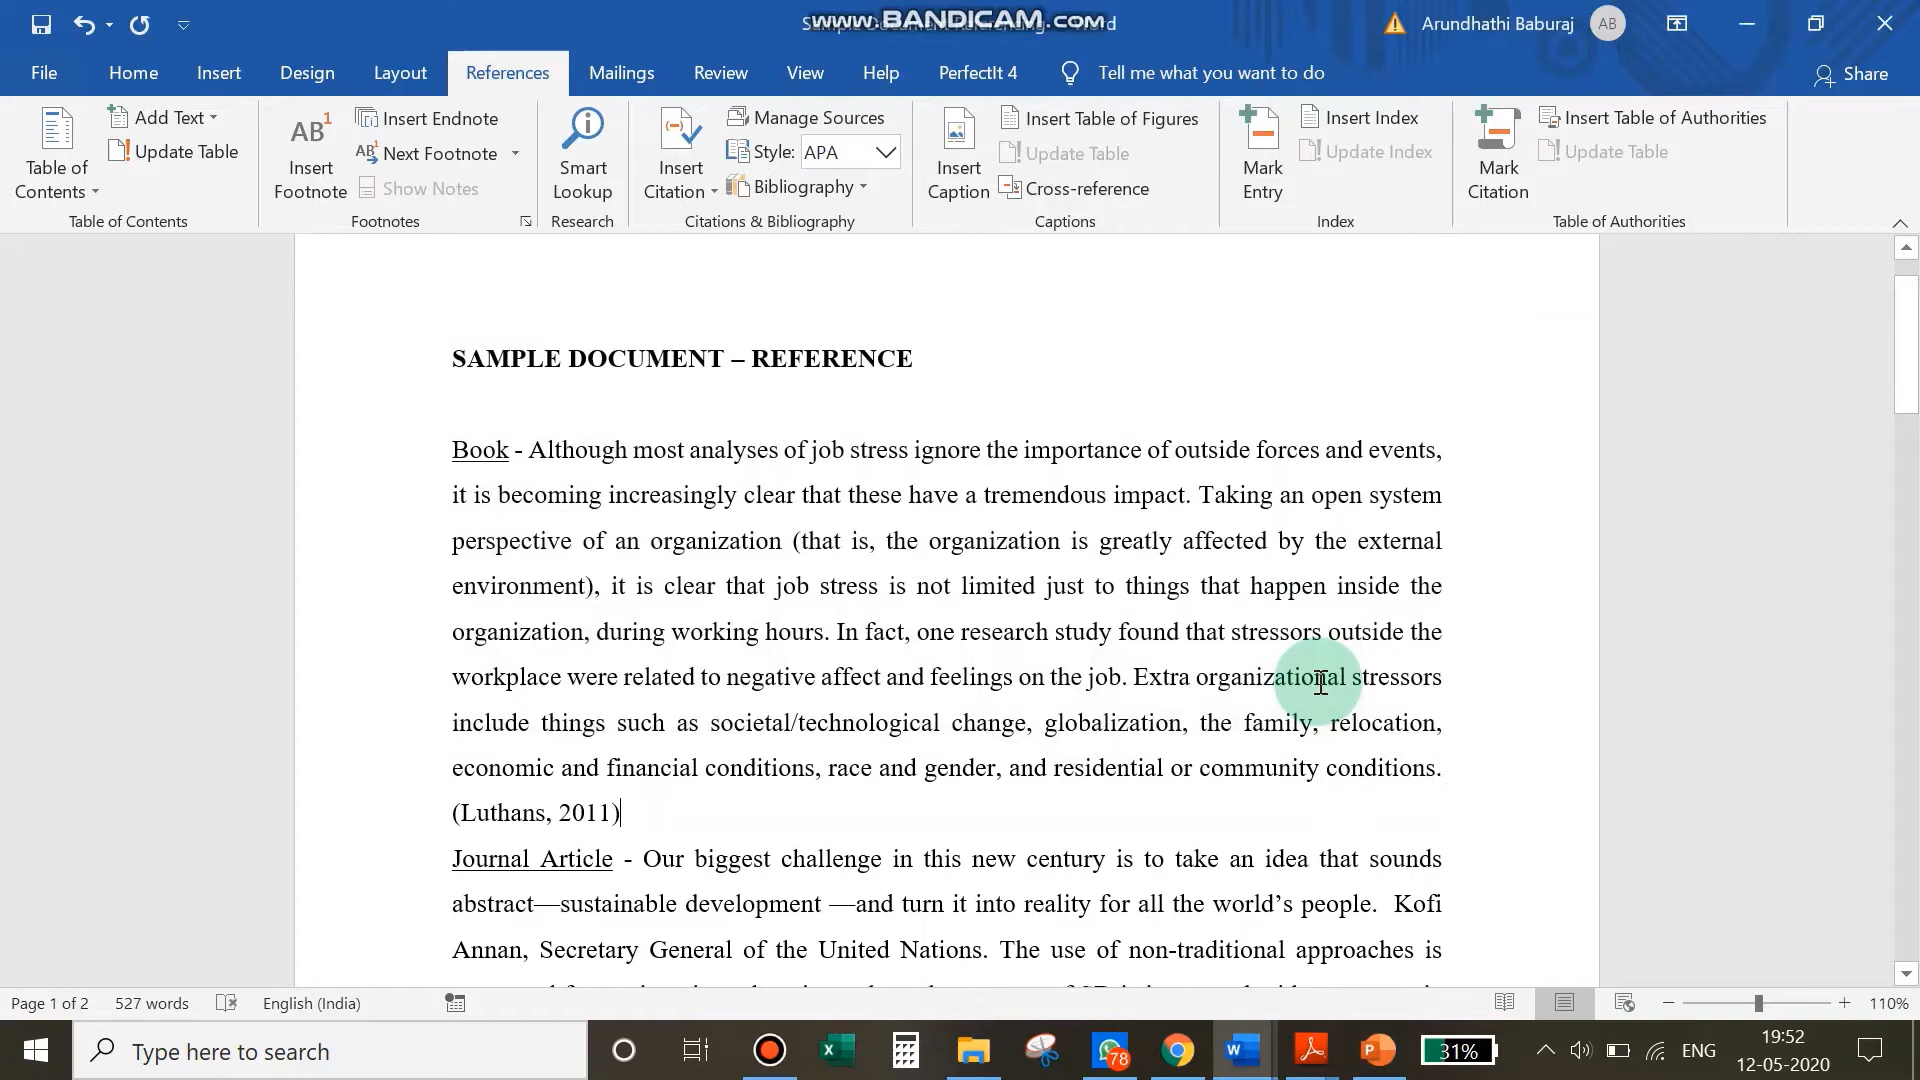 www.BANDICAM.com
Arundhathi Baburaj AB
File Home Insert Design Layout References Mailings Review View Help PerfectIt 4 Tell me what you want to do Share
Table of Contents
Add Text
Update Table
Table of Contents
AB1 Insert Footnote
Insert Endnote
Next Footnote
Show Notes
Footnotes
Smart Lookup
Research
Insert Citation
Manage Sources
Style: APA
Bibliography
Citations & Bibliography
Insert Caption
Insert Table of Figures
Update Table
Cross-reference
Captions
Mark Entry
Insert Index
Update Index
Index
Mark Citation
Insert Table of Authorities
Update Table
Table of Authorities
SAMPLE DOCUMENT – REFERENCE
Book - Although most analyses of job stress ignore the importance of outside forces and events,
it is becoming increasingly clear that these have a tremendous impact. Taking an open system
perspective of an organization (that is, the organization is greatly affected by the external
environment), it is clear that job stress is not limited just to things that happen inside the
organization, during working hours. In fact, one research study found that stressors outside the
workplace were related to negative affect and feelings on the job. Extra organizational stressors
include things such as societal/technological change, globalization, the family, relocation,
economic and financial conditions, race and gender, and residential or community conditions.
(Luthans, 2011)
Journal Article - Our biggest challenge in this new century is to take an idea that sounds
abstract—sustainable development —and turn it into reality for all the world’s people. Kofi
Annan, Secretary General of the United Nations. The use of non-traditional approaches is
Page 1 of 2 527 words English (India) 110%
Type here to search
78
31%
ENG
19:52
12-05-2020